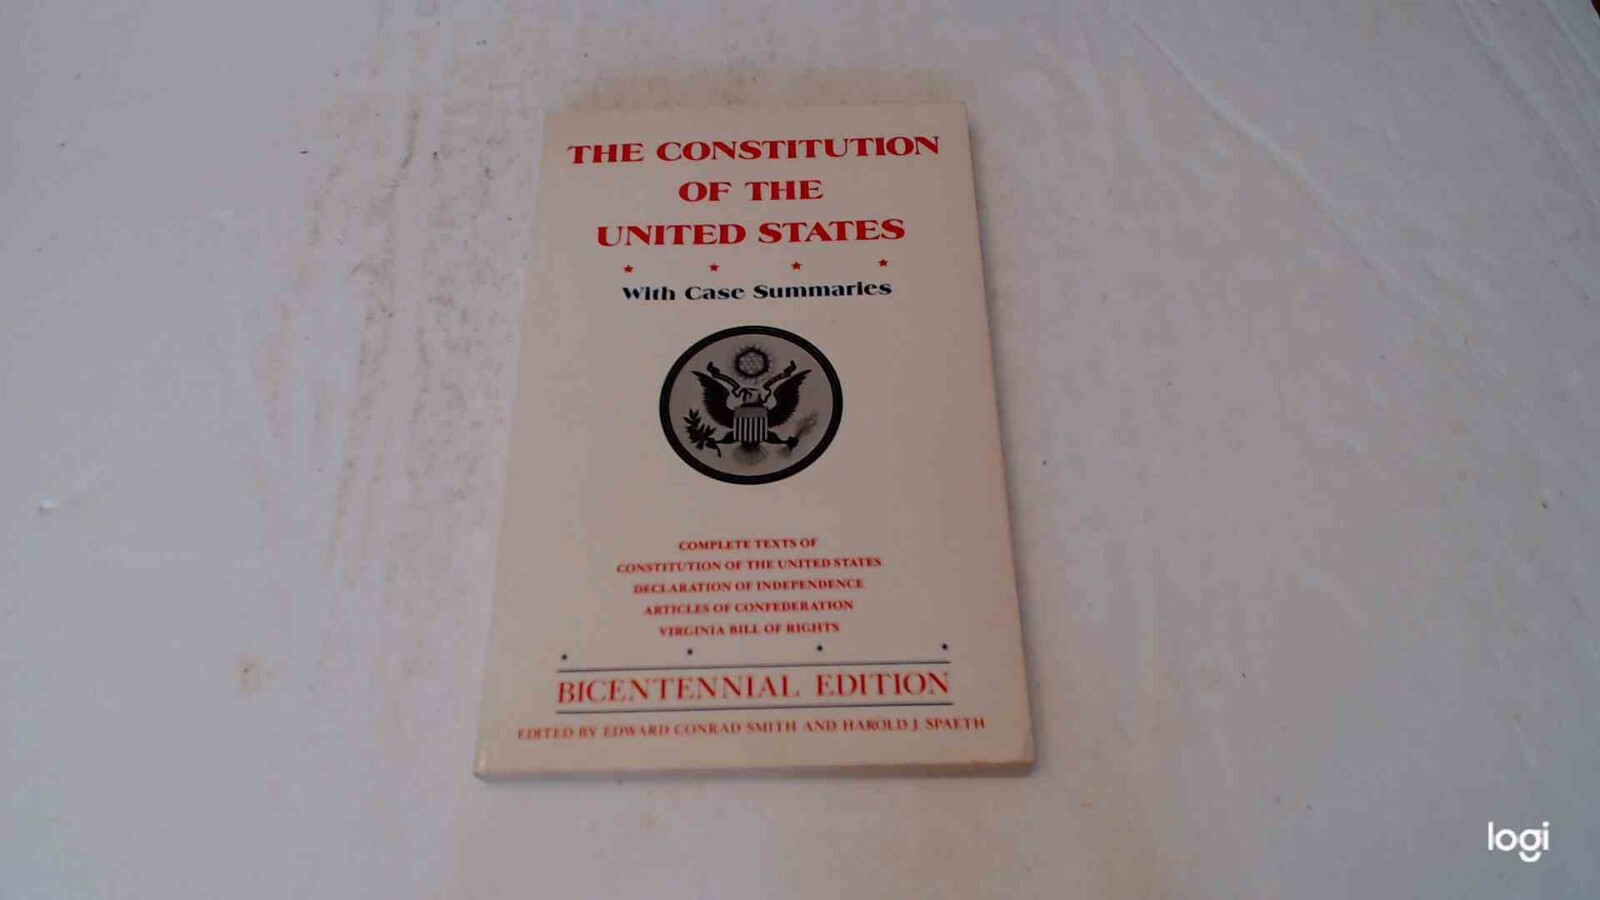 THE CONSTITUTION
OF THE
UNITED STATES
With Case Summaries
COMPLETE TEXTS OF
CONSTITUTION OF THE UNITED STATES
DECLARATION OF INDEPENDENCE
ARTICLES OF CONFEDERATION
VIRGINIA BILL OF RIGHTS
BICENTENNIAL EDITION
EDITED BY EDWARD CONRAD SMITH AND HAROLD J. SPAETH
logi